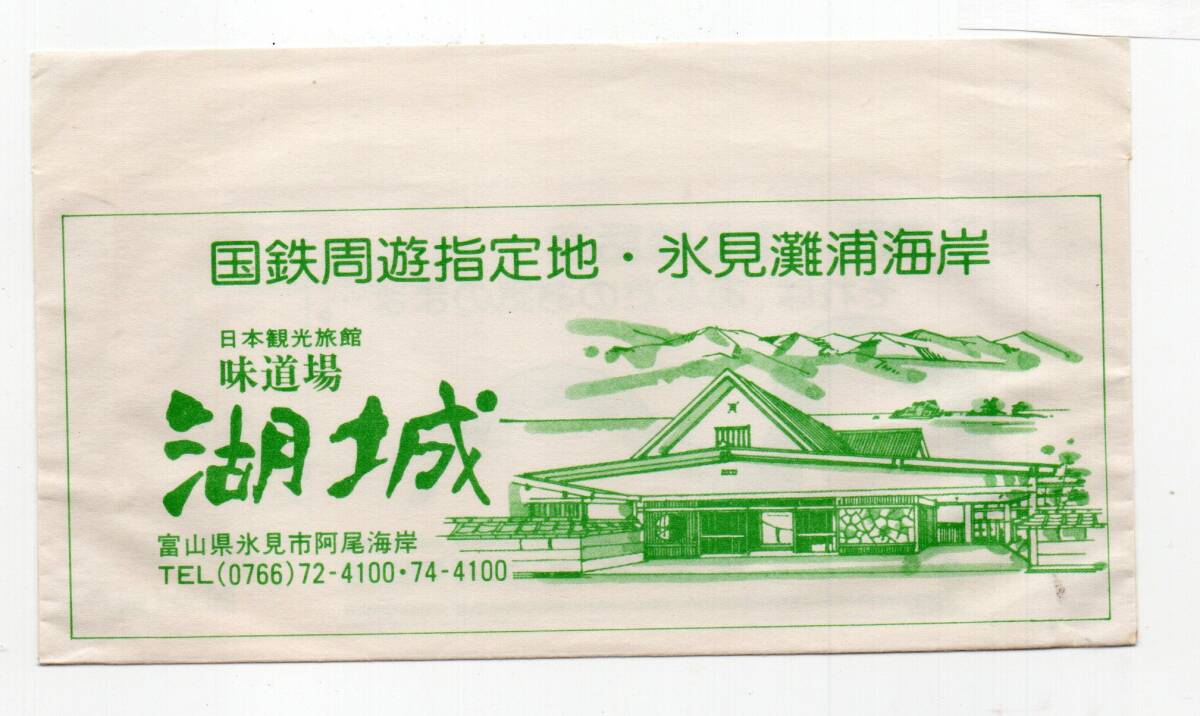 国鉄周遊指定地・氷見灘浦海岸
日本観光旅館
味道場
湖城
富山県氷見市阿尾海岸
TEL(0766)72-4100・74-4100